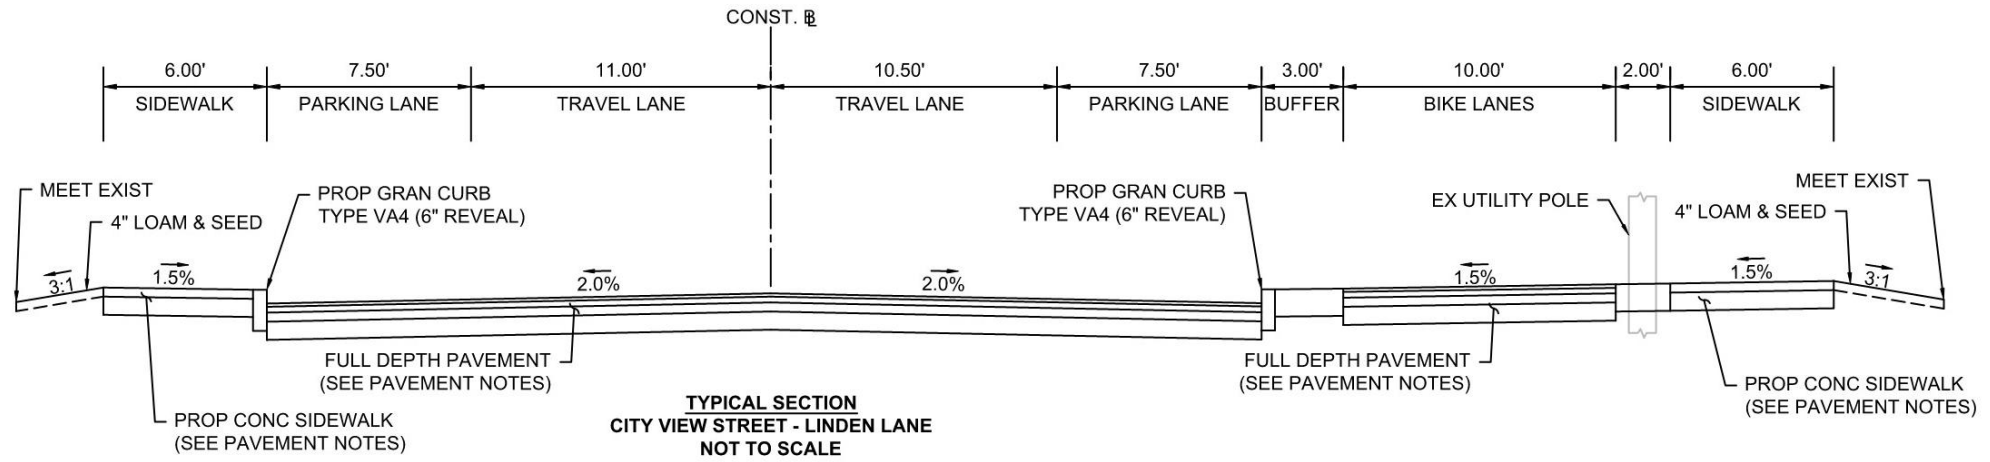 CONST. BL
6.00' 7.50' 11.00' 10.50' 7.50' 3.00' 10.00' 2.00' 6.00'
SIDEWALK PARKING LANE TRAVEL LANE TRAVEL LANE PARKING LANE BUFFER BIKE LANES SIDEWALK
MEET EXIST
4" LOAM & SEED
PROP GRAN CURB
TYPE VA4 (6" REVEAL)
PROP GRAN CURB
TYPE VA4 (6" REVEAL)
EX UTILITY POLE
MEET EXIST
4" LOAM & SEED
3:1 1.5% 2.0% 2.0% 1.5% 1.5% 3:1
FULL DEPTH PAVEMENT
(SEE PAVEMENT NOTES)
FULL DEPTH PAVEMENT
(SEE PAVEMENT NOTES)
PROP CONC SIDEWALK
(SEE PAVEMENT NOTES)
PROP CONC SIDEWALK
(SEE PAVEMENT NOTES)
TYPICAL SECTION
CITY VIEW STREET - LINDEN LANE
NOT TO SCALE